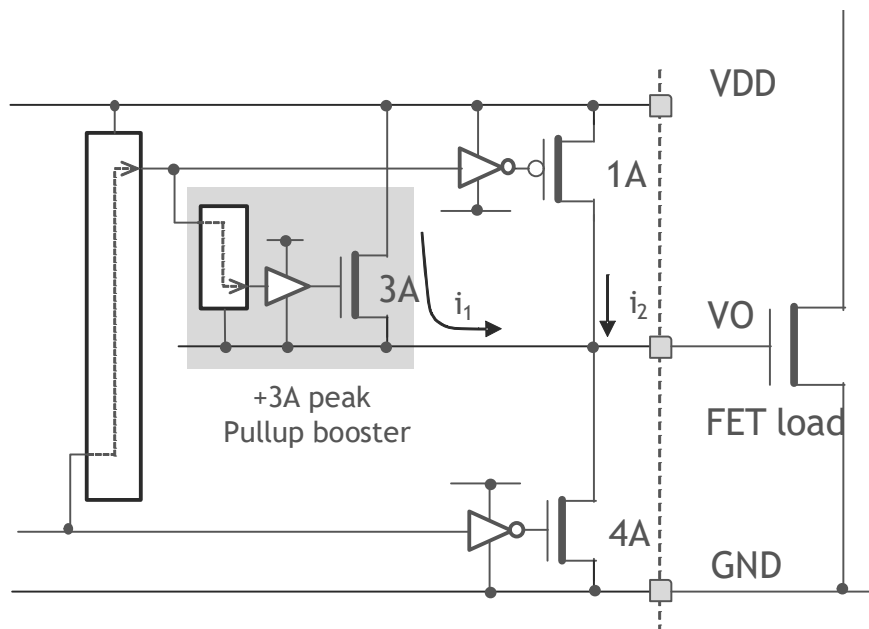 VDD
1A
3A
i1
i2
VO
+3A peak
Pullup booster
FET load
4A
GND